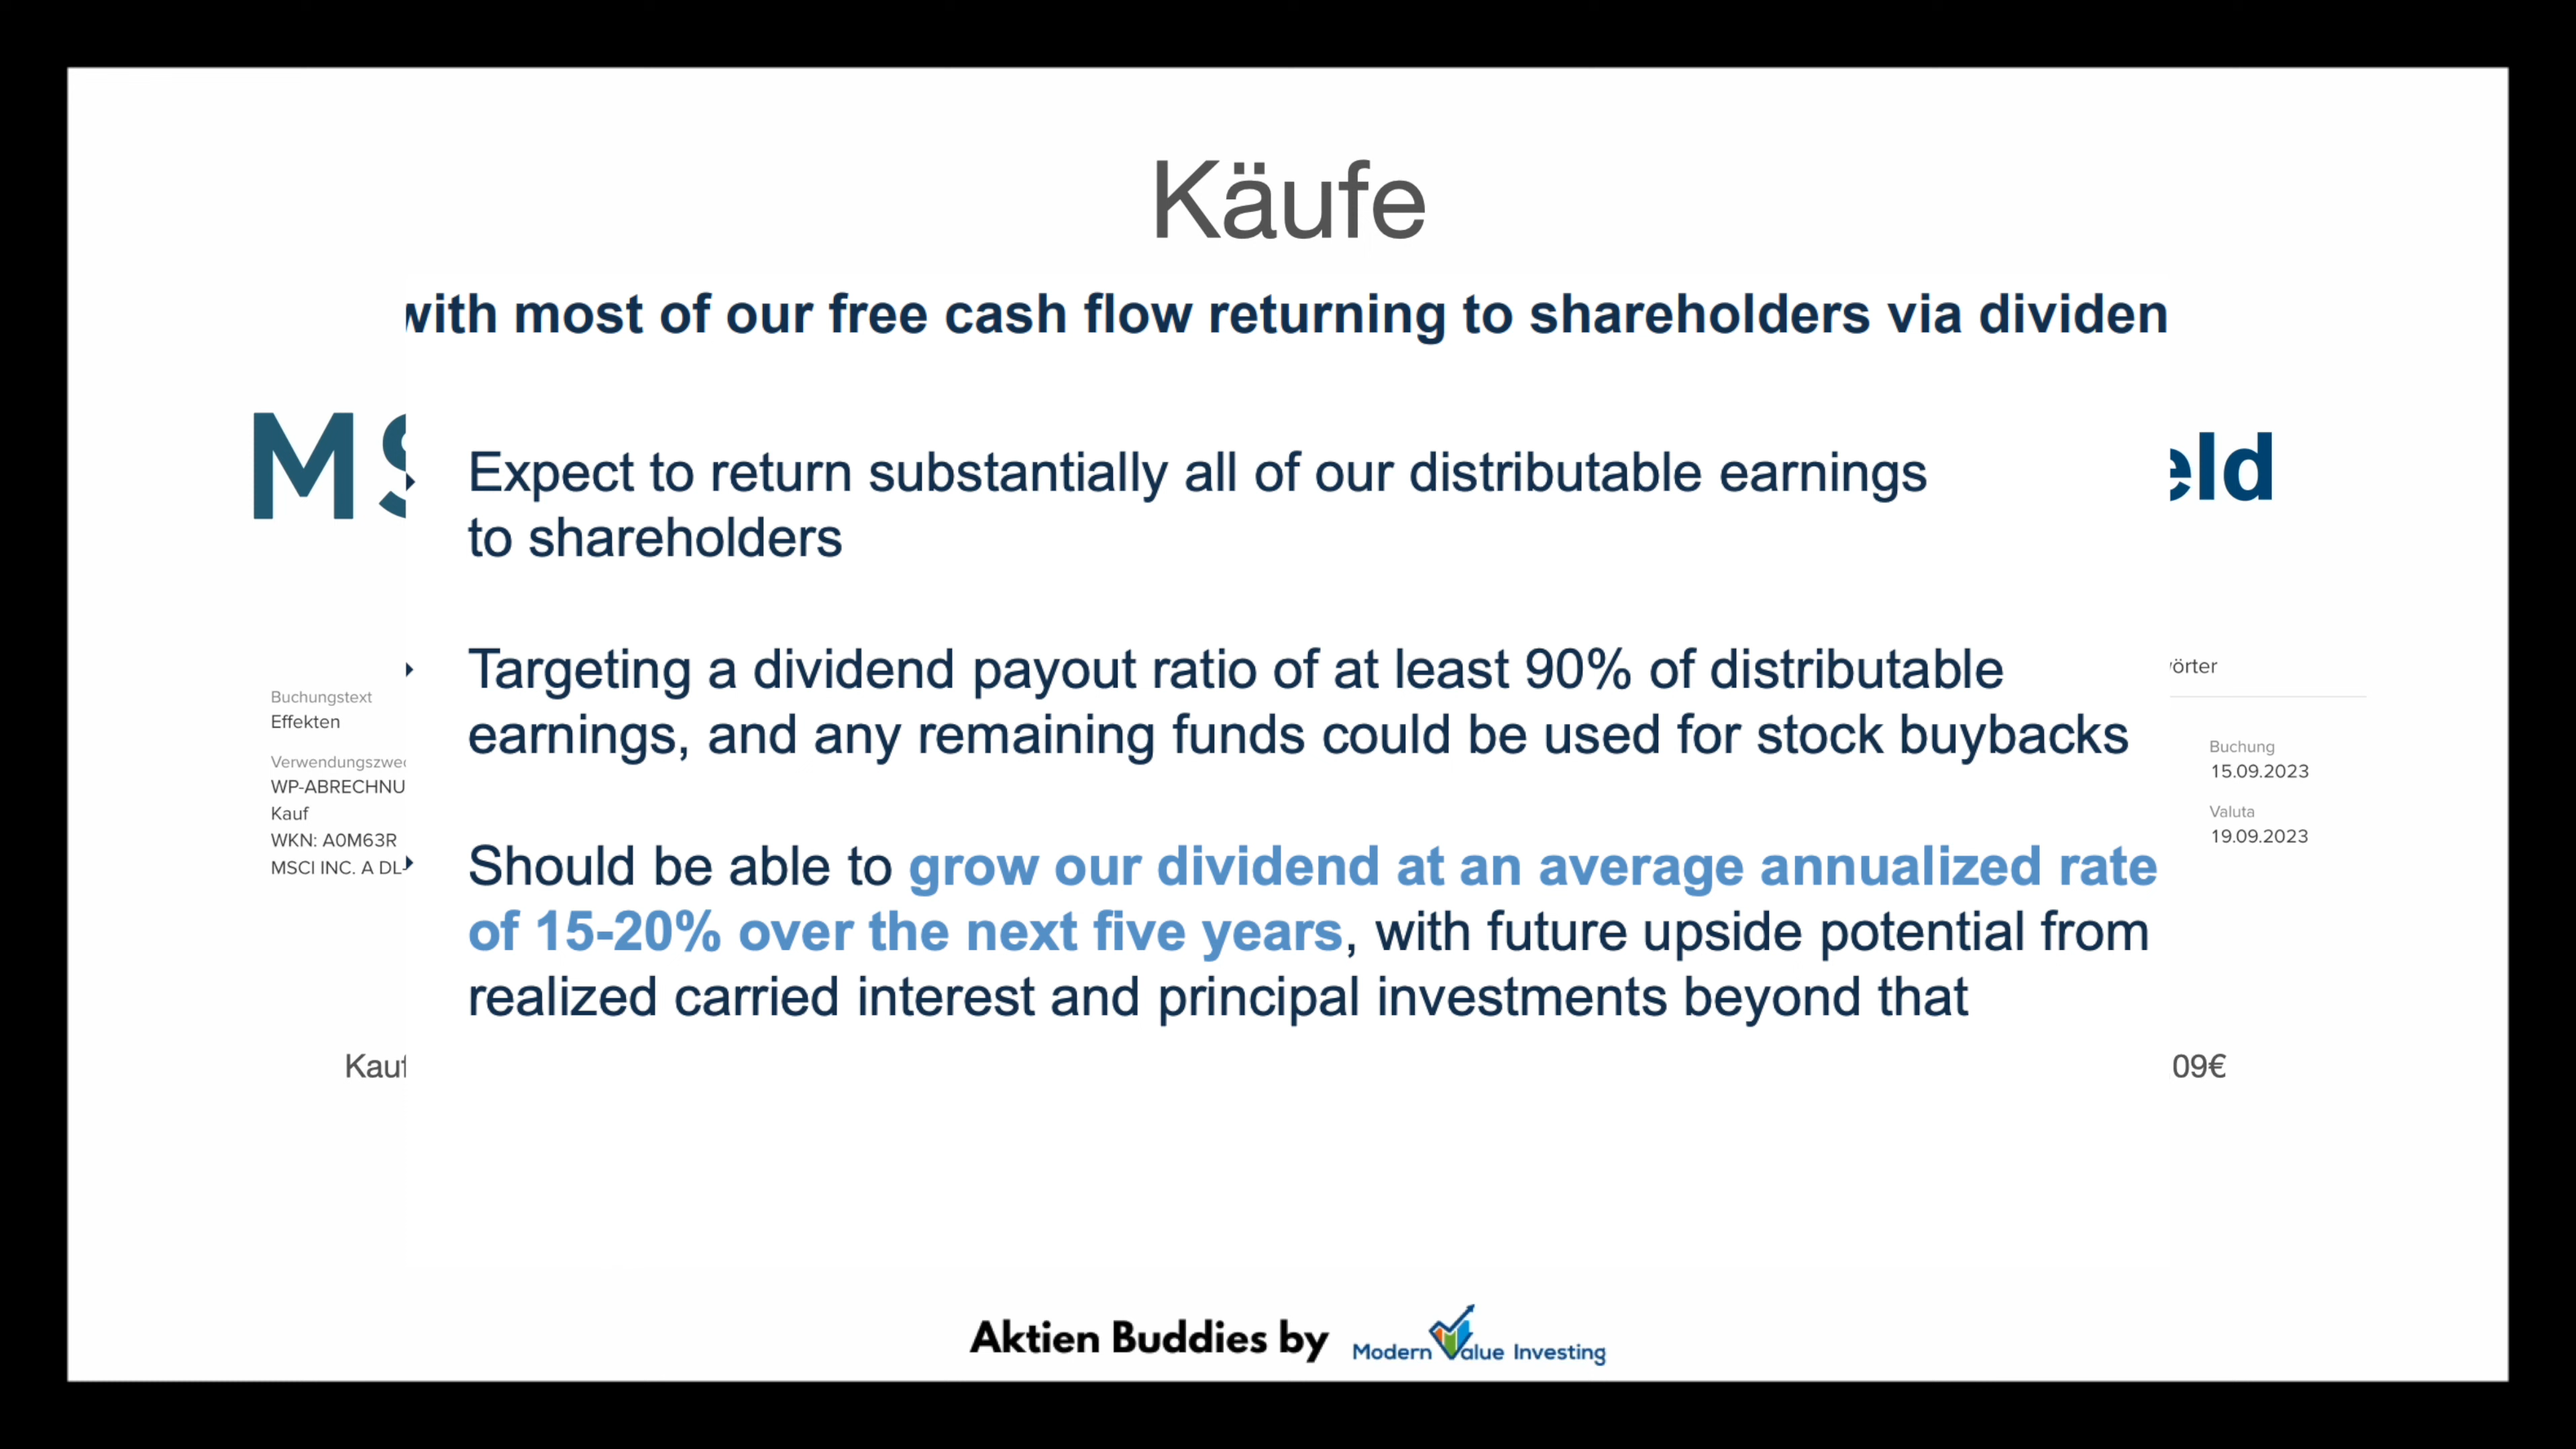 Käufe
with most of our free cash flow returning to shareholders via dividen
MS
eld
Expect to return substantially all of our distributable earnings
to shareholders
Targeting a dividend payout ratio of at least 90% of distributable
earnings, and any remaining funds could be used for stock buybacks
Should be able to grow our dividend at an average annualized rate
of 15-20% over the next five years, with future upside potential from
realized carried interest and principal investments beyond that
Buchungstext
Effekten
Verwendungszwe
WP-ABRECHNU
Kauf
WKN: A0M63R
MSCI INC. A DL-
örter
Buchung
15.09.2023
Valuta
19.09.2023
Kauf
09€
Aktien Buddies by Modern Value Investing